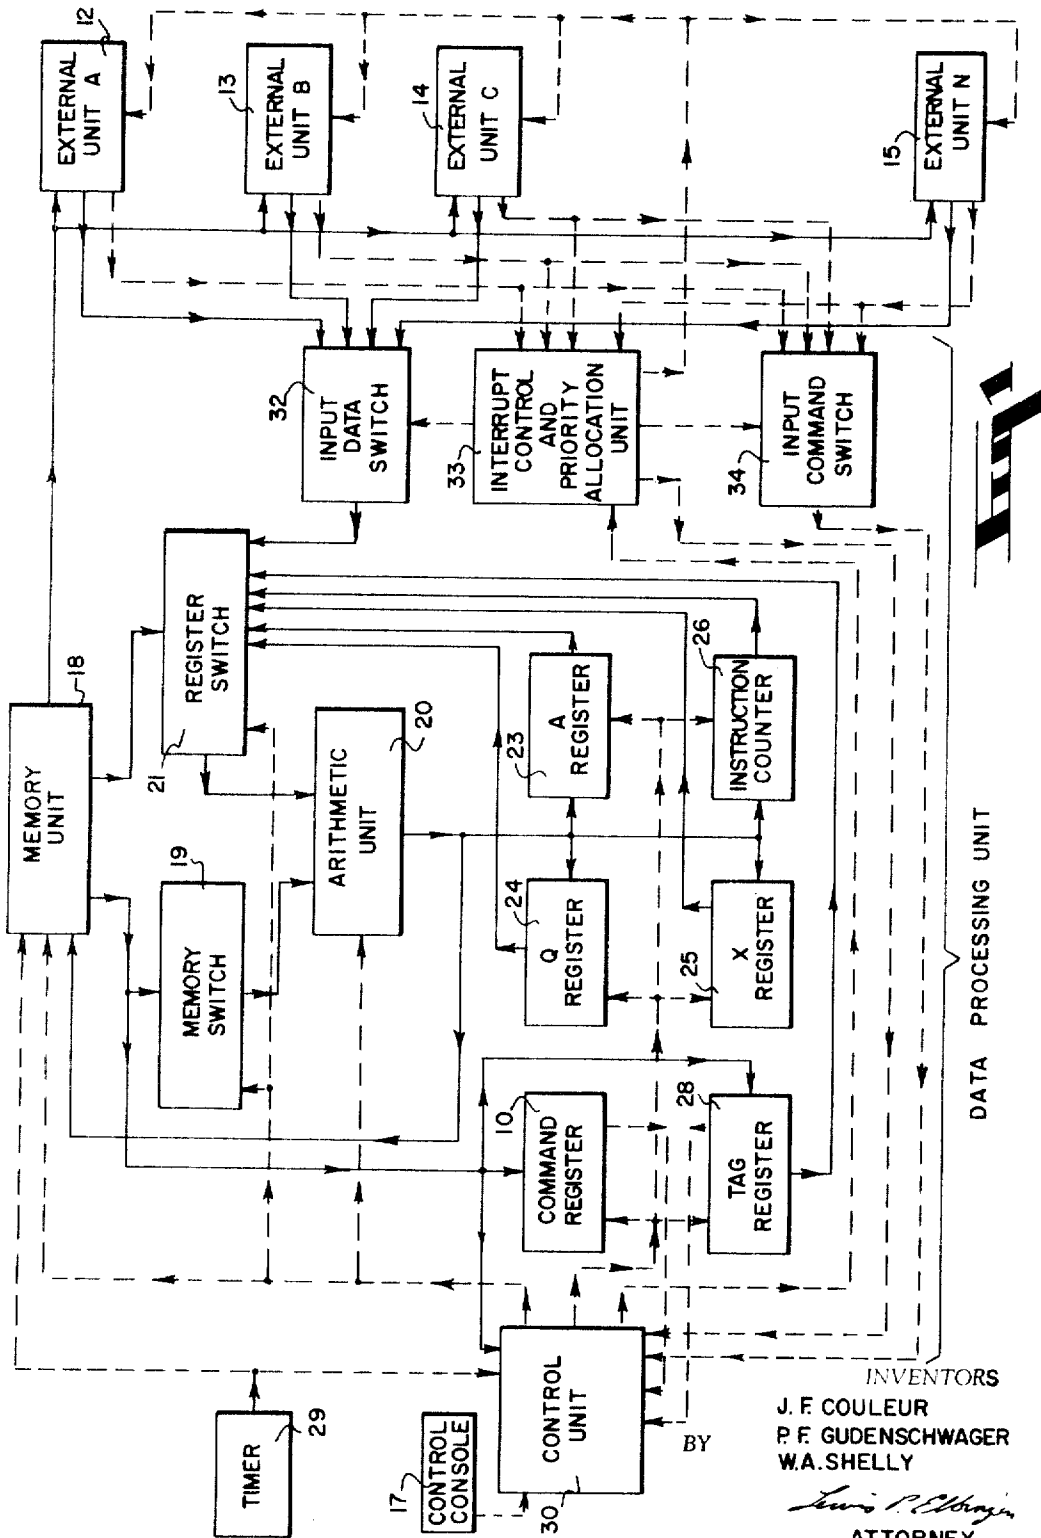 EXTERNAL
UNIT A
12
EXTERNAL
UNIT B
13
EXTERNAL
UNIT C
14
EXTERNAL
UNIT N
15
INPUT
DATA
SWITCH
32
INTERRUPT
CONTROL
AND
PRIORITY
ALLOCATION
UNIT
33
INPUT
COMMAND
SWITCH
34
MEMORY
UNIT
18
REGISTER
SWITCH
21
MEMORY
SWITCH
19
ARITHMETIC
UNIT
20
A
REGISTER
23
INSTRUCTION
COUNTER
26
Q
REGISTER
24
X
REGISTER
25
COMMAND
REGISTER
10
TAG
REGISTER
28
TIMER
29
CONTROL
CONSOLE
17
CONTROL
UNIT
30
DATA PROCESSING UNIT
INVENTORS
J. F. COULEUR
P. F. GUDENSCHWAGER
W.A. SHELLY
BY
ATTORNEY